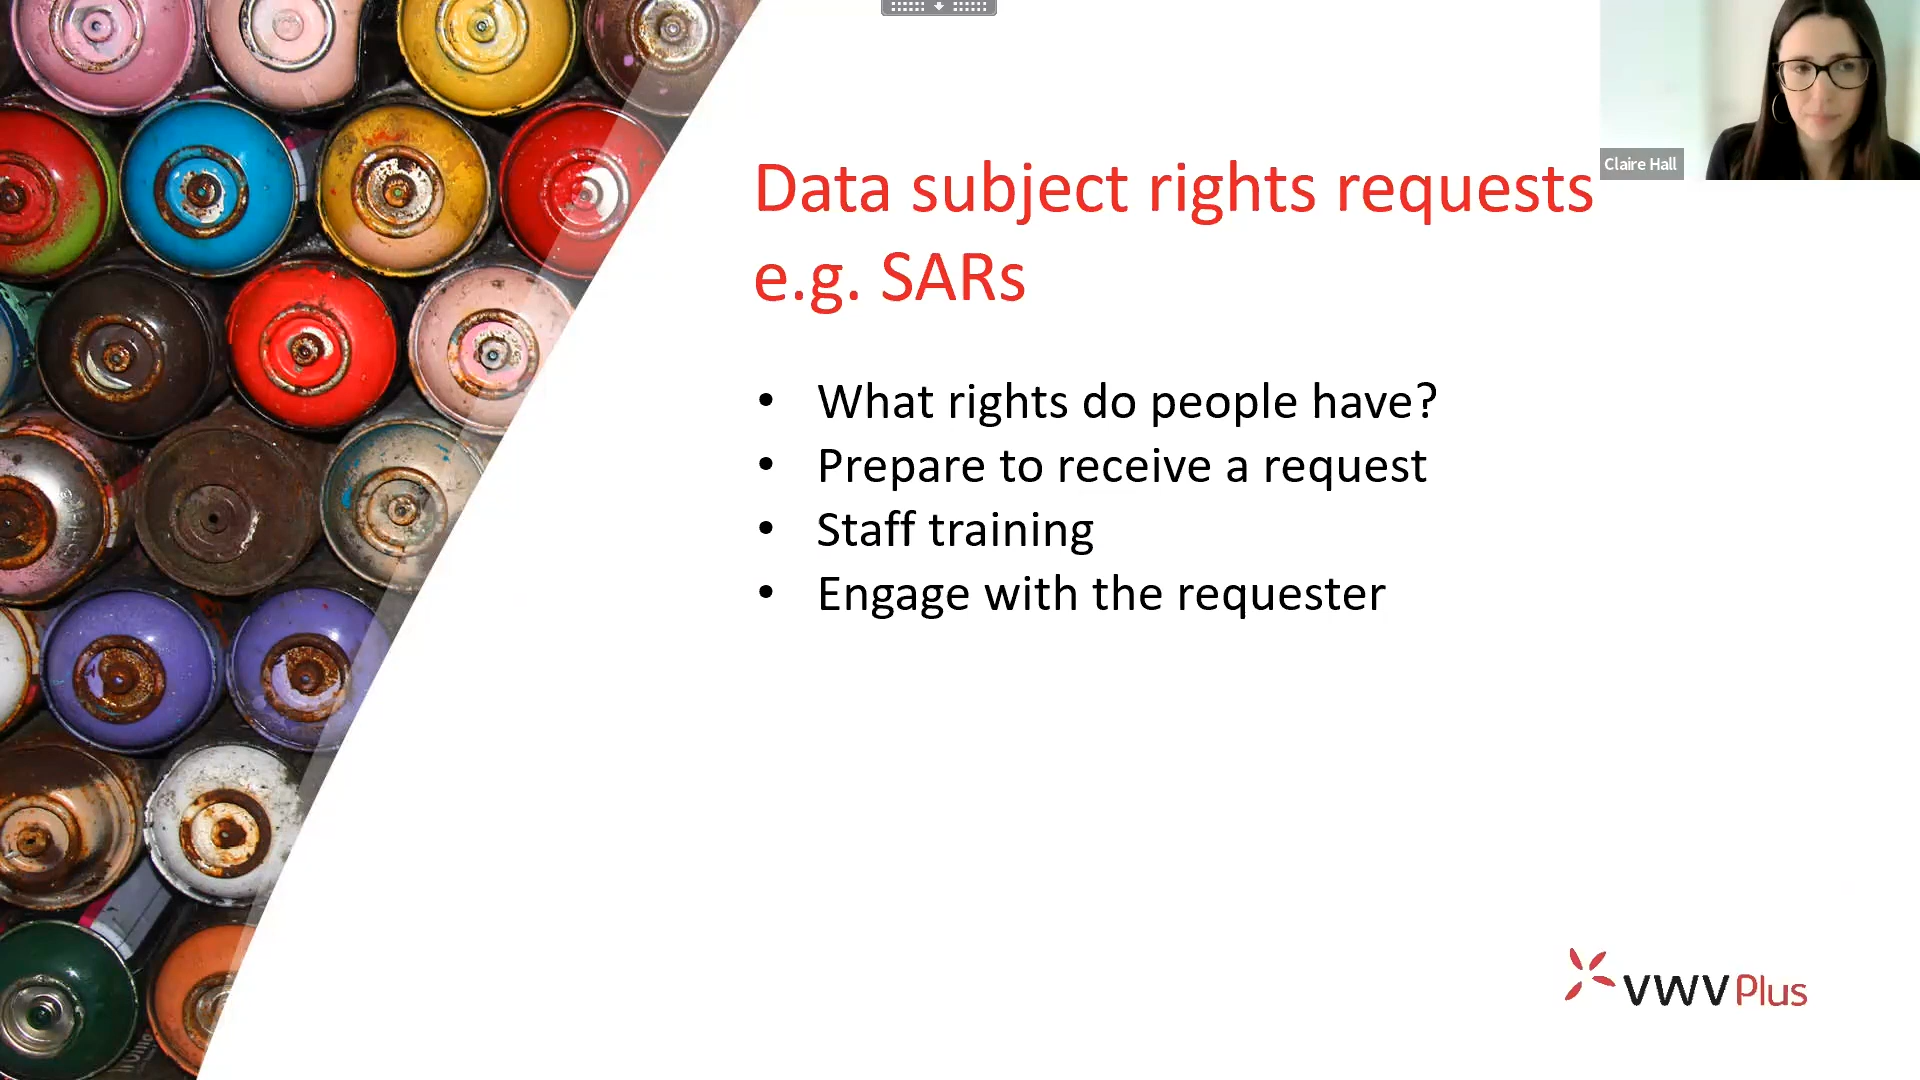 Claire Hall
Data subject rights requests
e.g. SARs
• What rights do people have?
• Prepare to receive a request
• Staff training
• Engage with the requester
VWV Plus